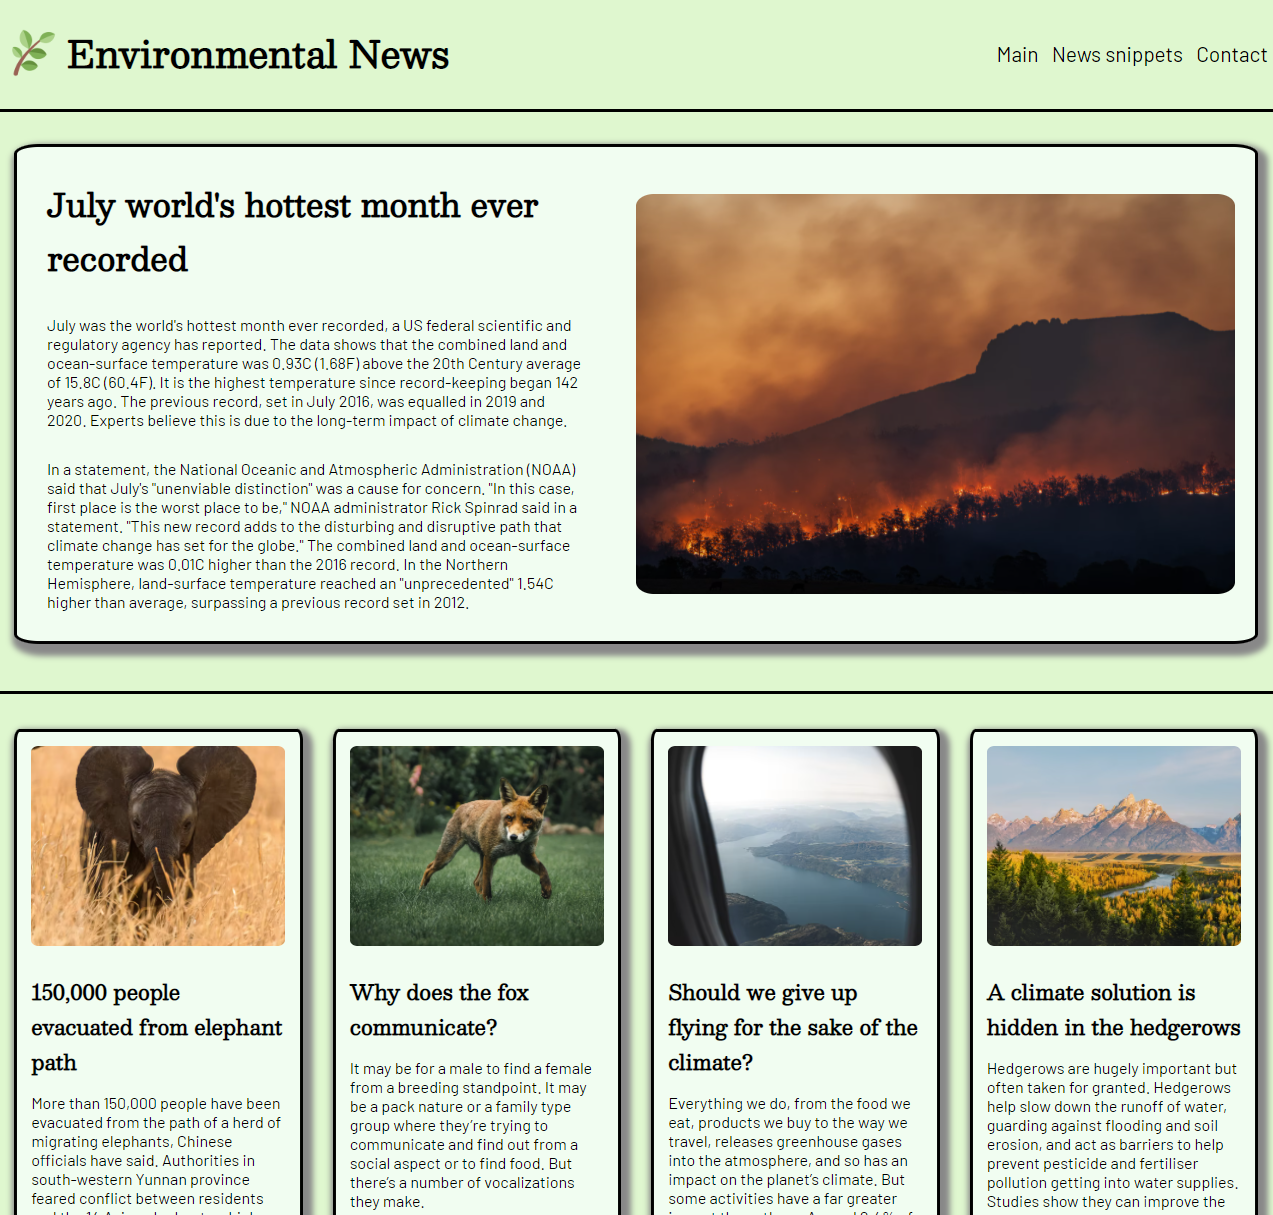 Environmental News
Main News snippets Contact
July world's hottest month ever
recorded
July was the world's hottest month ever recorded, a US federal scientific and
regulatory agency has reported. The data shows that the combined land and
ocean-surface temperature was 0.93C (1.68F) above the 20th Century average
of 15.8C (60.4F). It is the highest temperature since record-keeping began 142
years ago. The previous record, set in July 2016, was equalled in 2019 and
2020. Experts believe this is due to the long-term impact of climate change.
In a statement, the National Oceanic and Atmospheric Administration (NOAA)
said that July's "unenviable distinction" was a cause for concern. "In this case,
first place is the worst place to be," NOAA administrator Rick Spinrad said in a
statement. "This new record adds to the disturbing and disruptive path that
climate change has set for the globe." The combined land and ocean-surface
temperature was 0.01C higher than the 2016 record. In the Northern
Hemisphere, land-surface temperature reached an "unprecedented" 1.54C
higher than average, surpassing a previous record set in 2012.
150,000 people
evacuated from elephant
path
More than 150,000 people have been
evacuated from the path of a herd of
migrating elephants, Chinese
officials have said. Authorities in
south-western Yunnan province
feared conflict between residents
Why does the fox
communicate?
It may be for a male to find a female
from a breeding standpoint. It may
be a pack nature or a family type
group where they're trying to
communicate and find out from a
social aspect or to find food. But
there's a number of vocalizations
they make.
Should we give up
flying for the sake of the
climate?
Everything we do, from the food we
eat, products we buy to the way we
travel, releases greenhouse gases
into the atmosphere, and so has an
impact on the planet's climate. But
some activities have a far greater
A climate solution is
hidden in the hedgerows
Hedgerows are hugely important but
often taken for granted. Hedgerows
help slow down the runoff of water,
guarding against flooding and soil
erosion, and act as barriers to help
prevent pesticide and fertiliser
pollution getting into water supplies.
Studies show they can improve the